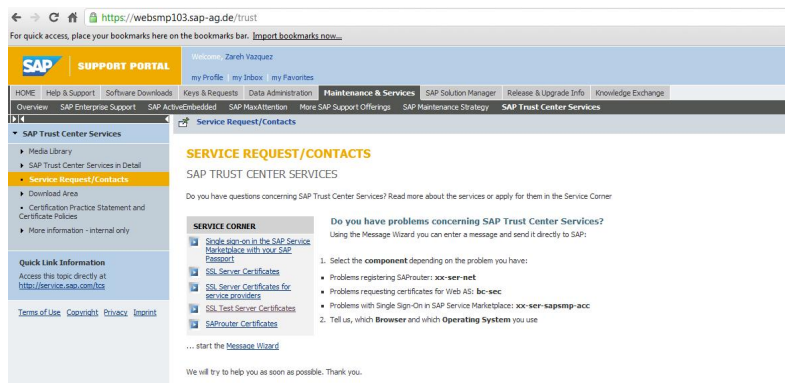 https://websmp103.sap-ag.de/trust
For quick access, place your bookmarks here on the bookmarks bar. Import bookmarks now...
SAP SUPPORT PORTAL
Welcome, Zareh Vazquez
my Profile my Inbox my Favorites
HOME Help & Support Software Downloads Keys & Requests Data Administration Maintenance & Services SAP Solution Manager Release & Upgrade Info Knowledge Exchange
Overview SAP Enterprise Support SAP ActiveEmbedded SAP MaxAttention More SAP Support Offerings SAP Maintenance Strategy SAP Trust Center Services
SAP Trust Center Services
Media Library
SAP Trust Center Services in Detail
Service Request/Contacts
Download Area
Certification Practice Statement and
Certificate Policies
More information - internal only
Quick Link Information
Access this topic directly at
http://service.sap.com/tcs
Terms of Use Copyright Privacy Imprint
Service Request/Contacts
SERVICE REQUEST/CONTACTS
SAP TRUST CENTER SERVICES
Do you have questions concerning SAP Trust Center Services? Read more about the services or apply for them in the Service Corner
SERVICE CORNER
Single sign-on in the SAP Service
Marketplace with your SAP
Passport
SSL Server Certificates
SSL Server Certificates for
service providers
SSL Test Server Certificates
SAProuter Certificates
Do you have problems concerning SAP Trust Center Services?
Using the Message Wizard you can enter a message and send it directly to SAP:
1. Select the component depending on the problem you have:
Problems registering SAProuter: xx-ser-net
Problems requesting certificates for Web AS: bc-sec
Problems with Single Sign-On in SAP Service Marketplace: xx-ser-sapsmp-acc
2. Tell us, which Browser and which Operating System you use
... start the Message Wizard
We will try to help you as soon as possible. Thank you.